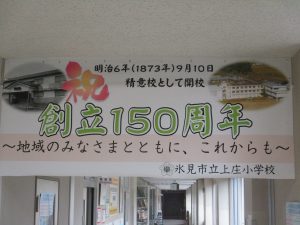 明治6年(1873年)9月10日
精意校として開校
祝
創立150周年
～地域のみなさまとともに、これからも～
氷見市立上庄小学校